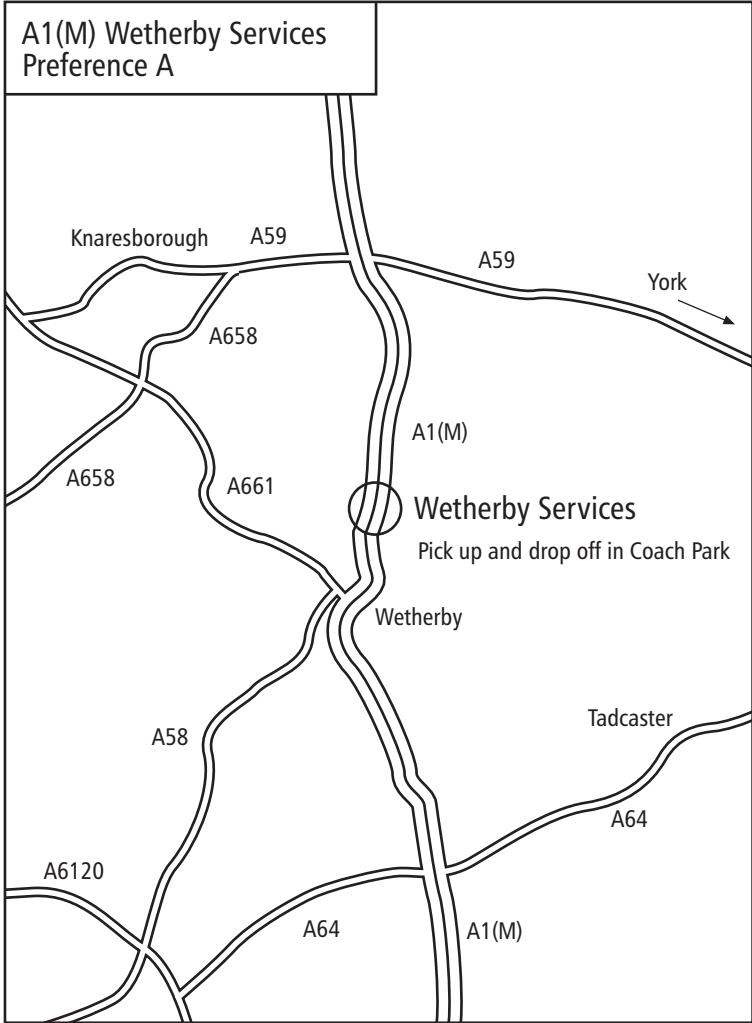 A1(M) Wetherby Services
Preference A
Knaresborough
A59
A59
York
A658
A1(M)
A658
A661
Wetherby Services
Pick up and drop off in Coach Park
Wetherby
Tadcaster
A58
A64
A6120
A64
A1(M)